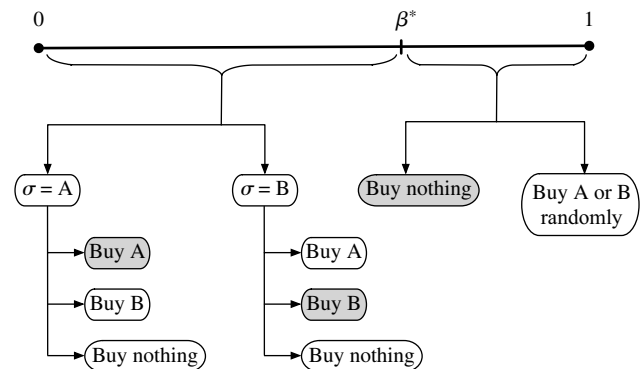 0
β*
1
σ = A
σ = B
Buy nothing
Buy A or B
randomly
Buy A
Buy A
Buy B
Buy B
Buy nothing
Buy nothing